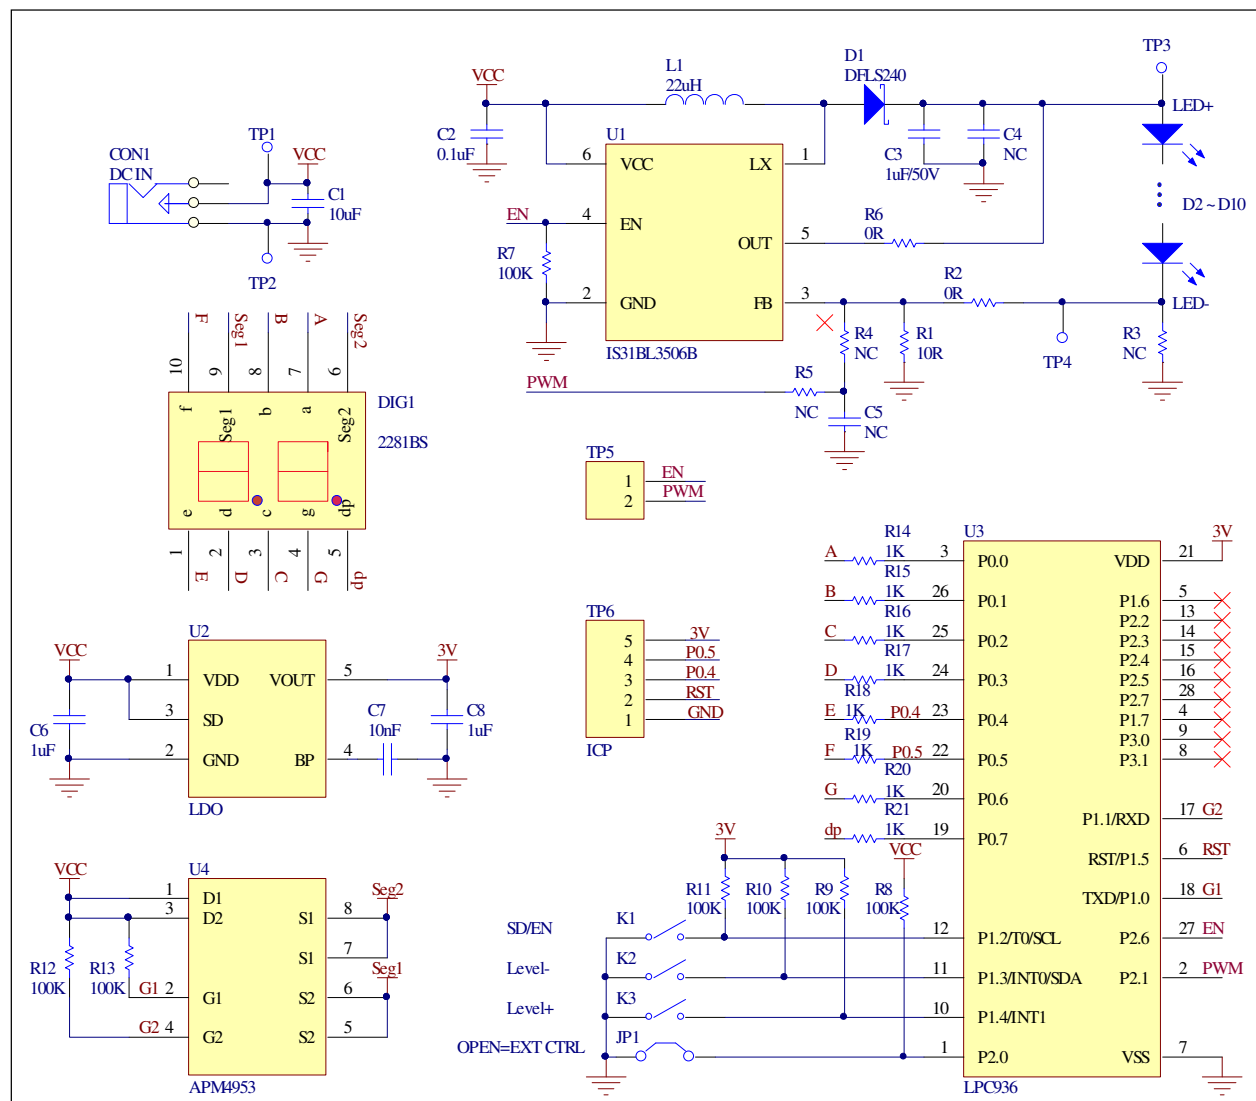 TP3
D1
DFLS240
L1
22uH
VCC
LED+
C2
0.1uF
U1
C3
1uF/50V
C4
NC
6
VCC
LX
1
D2~D10
EN
4
EN
R7
100K
OUT
5
R6
0R
R2
0R
2
GND
FB
3
LED-
IS31BL3506B
R4
NC
R1
10R
TP4
R3
NC
PWM
R5
NC
C5
NC
TP1
CON1
DC IN
VCC
C1
10uF
TP2
F
Seg1
B
A
Seg2
10
9
8
7
6
f
Seg1
b
a
Seg2
DIG1
2281BS
e
d
c
g
dp
1
2
3
4
5
E
D
C
G
dp
TP5
1
EN
2
PWM
U2
VCC
3V
1
VDD
VOUT
5
3
SD
C6
1uF
C7
10nF
C8
1uF
2
GND
BP
4
LDO
TP6
5
3V
4
P0.5
3
P0.4
2
RST
1
GND
ICP
U4
VCC
1
D1
3
D2
S1
8
Seg2
S1
7
R12
100K
R13
100K
Seg1
G1
2
G1
S2
6
G2
4
G2
S2
5
APM4953
U3
3V
A
R14
1K
3
P0.0
VDD
21
B
R15
1K
26
P0.1
P1.6
5
P2.2
13
C
R16
1K
25
P0.2
P2.3
14
P2.4
15
D
R17
1K
24
P0.3
P2.5
16
P2.7
28
E
R18
1K
P0.4
23
P0.4
P1.7
4
P3.0
9
F
R19
1K
P0.5
22
P0.5
P3.1
8
G
R20
1K
20
P0.6
P1.1/RXD
17
G2
dp
R21
1K
19
P0.7
RST/P1.5
6
RST
3V
VCC
R11
100K
R10
100K
R9
100K
R8
100K
TXD/P1.0
18
G1
SD/EN
K1
12
P1.2/T0/SCL
P2.6
27
EN
Level-
K2
11
P1.3/INT0/SDA
P2.1
2
PWM
Level+
K3
10
P1.4/INT1
OPEN=EXT CTRL
JP1
1
P2.0
VSS
7
LPC936